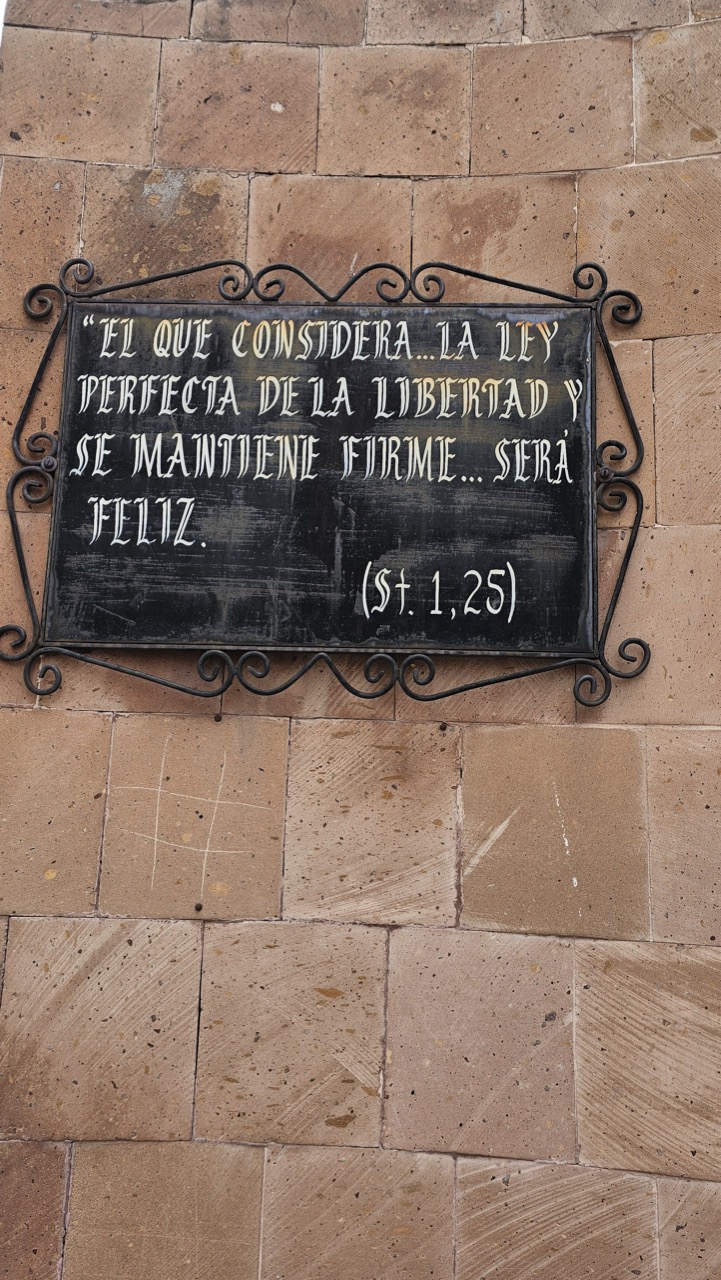 “EL QUE CONSIDERA...LA LEY
PERFECTA DE LA LIBERTAD Y
SE MANTIENE FIRME... SERÁ
FELIZ.
(St. 1,25)